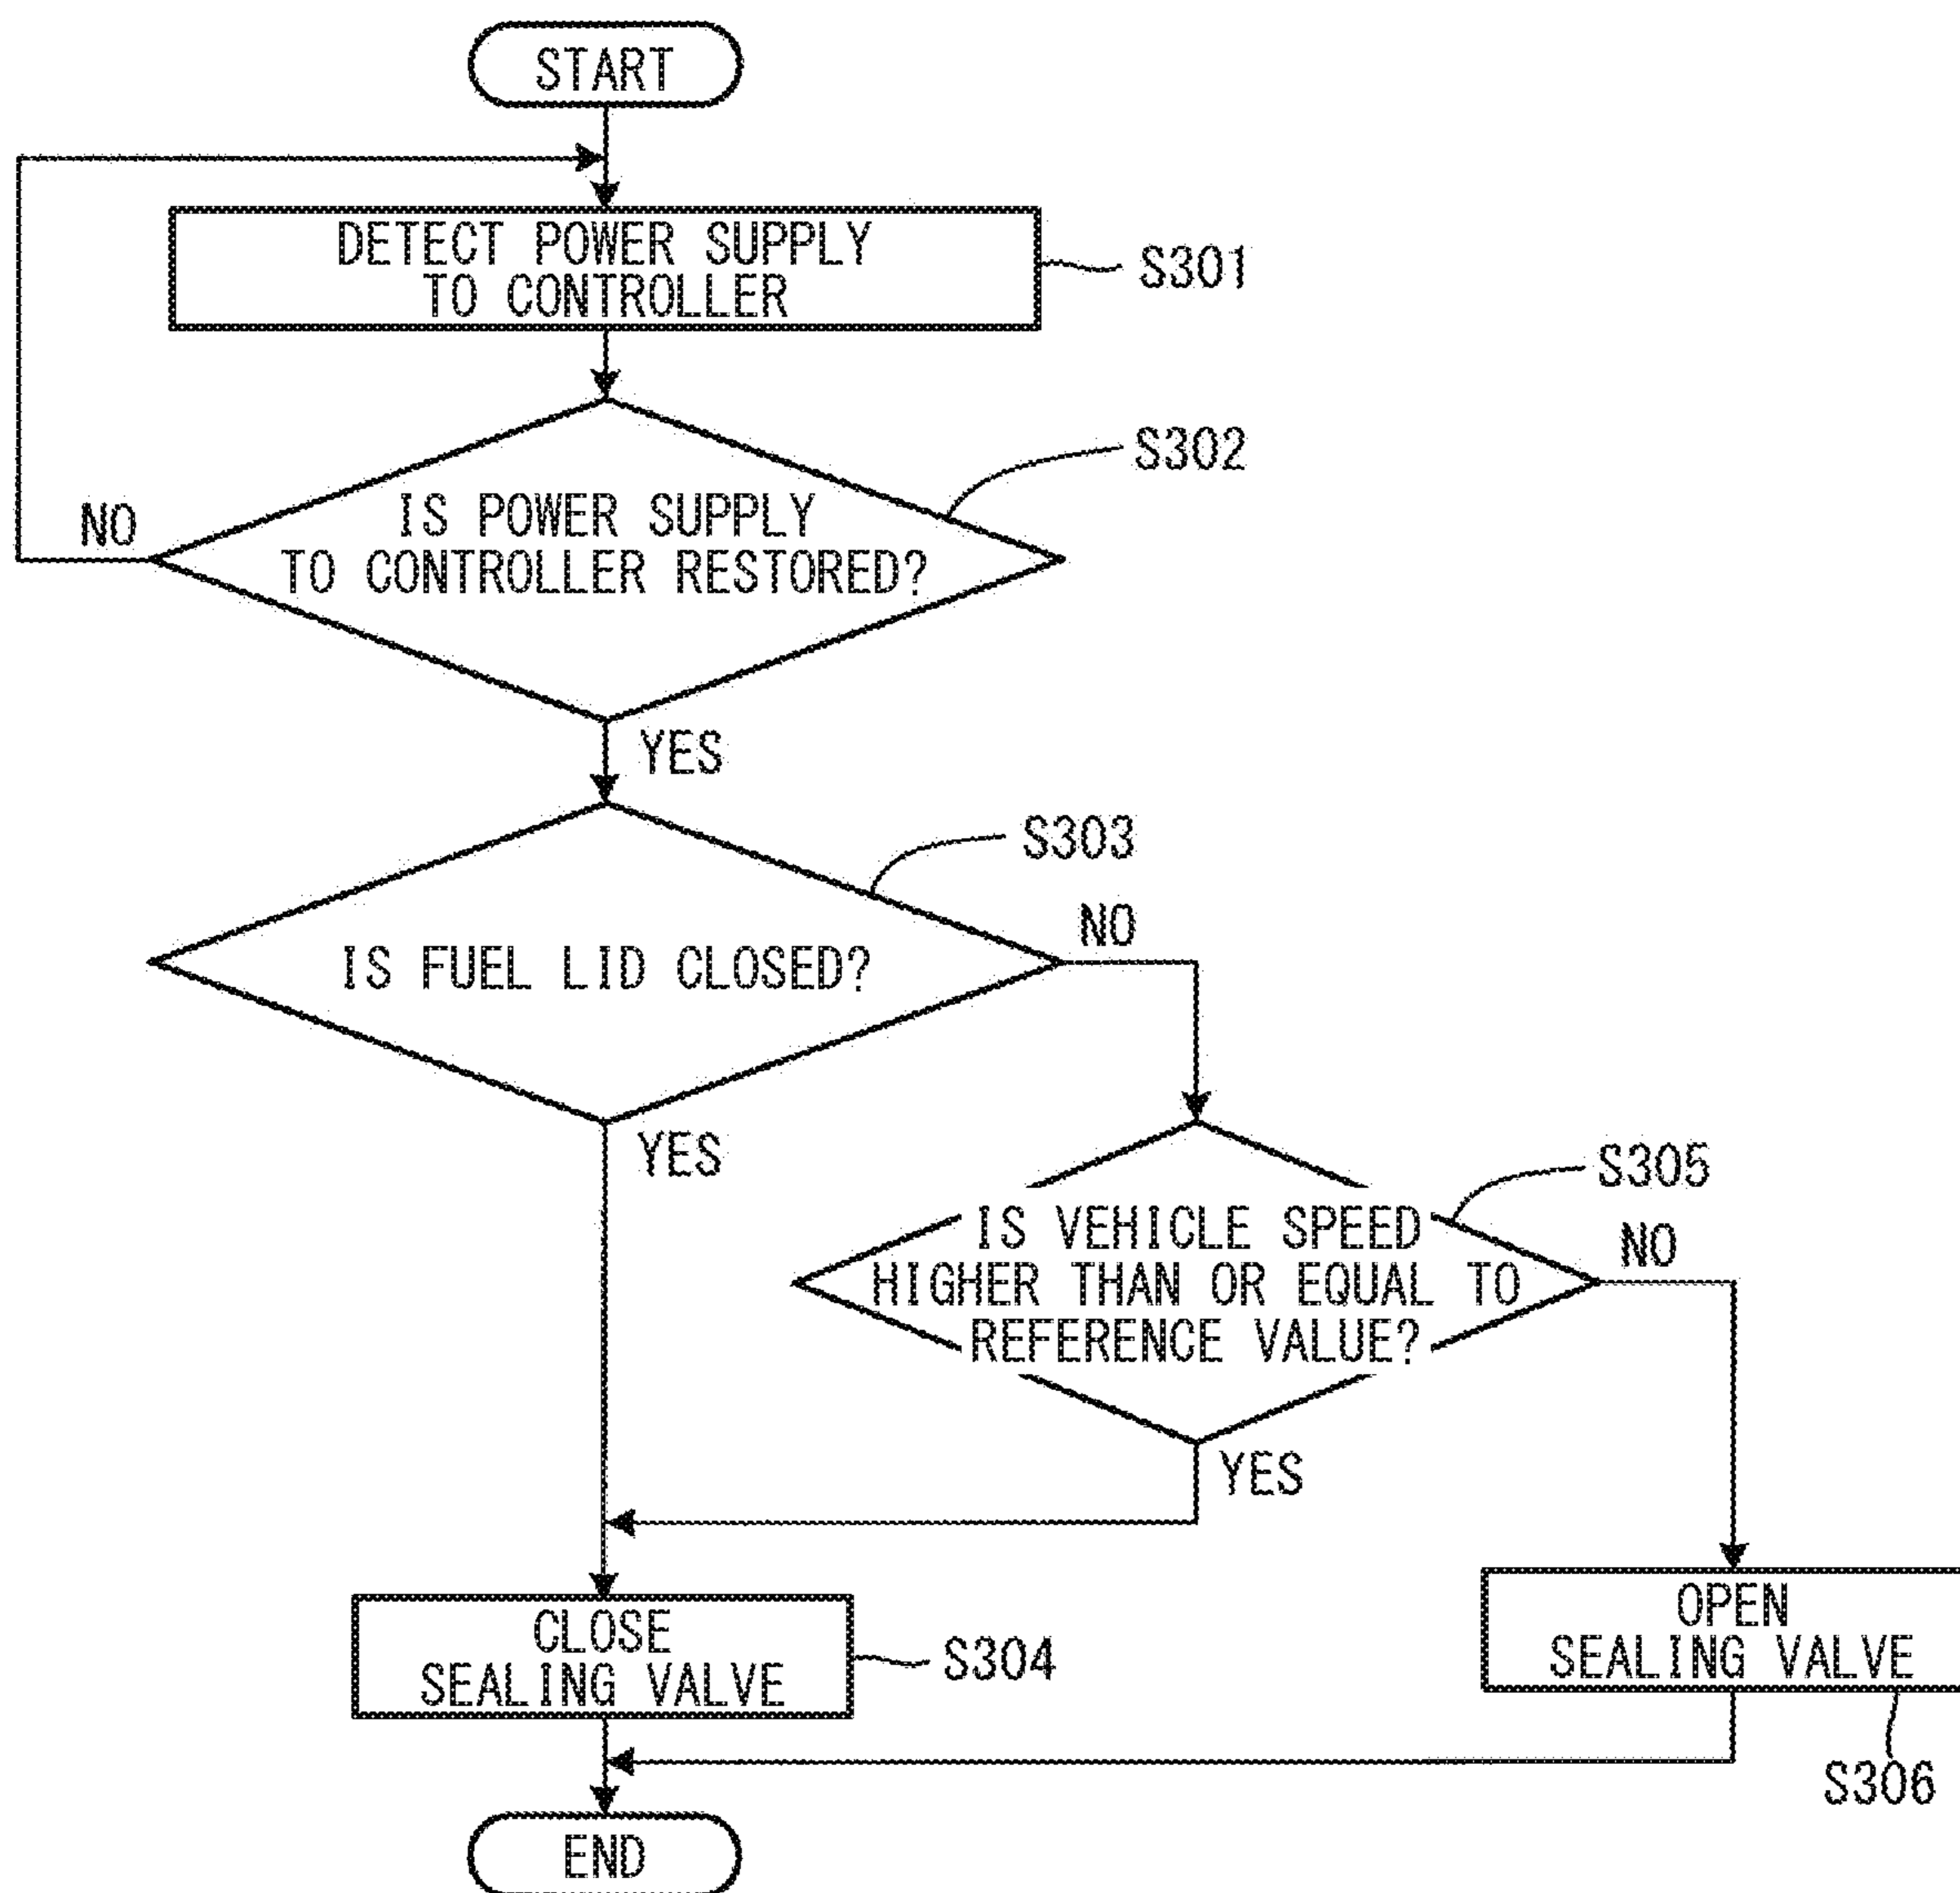 START
DETECT POWER SUPPLY
TO CONTROLLER
S301
S302
IS POWER SUPPLY
TO CONTROLLER RESTORED?
NO
YES
S303
IS FUEL LID CLOSED?
NO
YES
S305
IS VEHICLE SPEED
HIGHER THAN OR EQUAL TO
REFERENCE VALUE?
NO
YES
CLOSE
SEALING VALVE
S304
OPEN
SEALING VALVE
S306
END